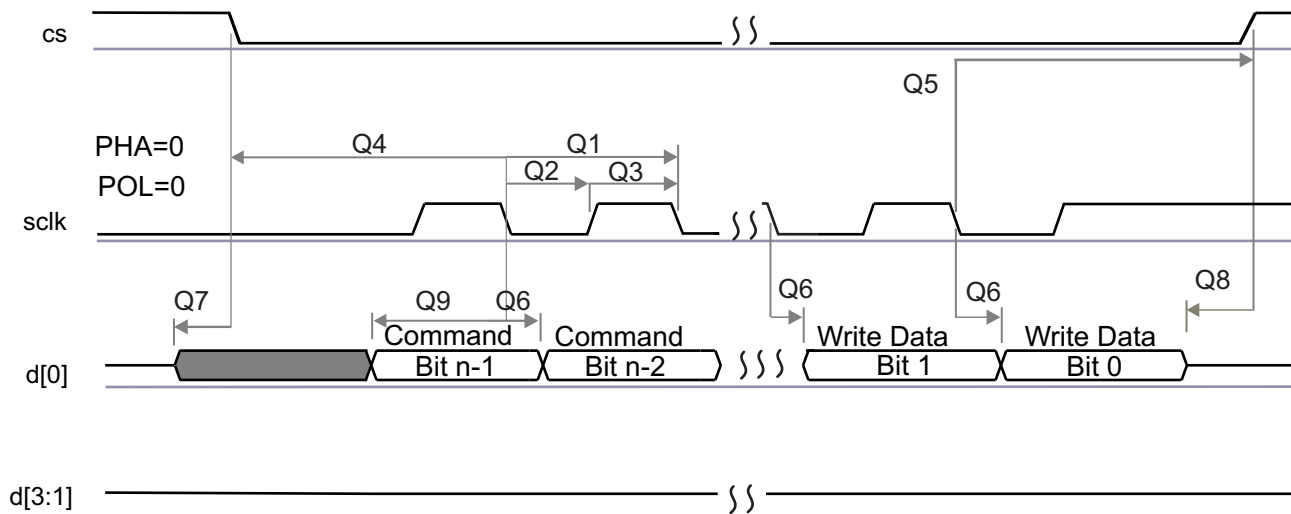 cs
Q5
PHA=0
Q4
Q1
POL=0
Q2
Q3
sclk
Q7
Q9
Q6
Q6
Q6
Q8
Command
Command
Write Data
Write Data
d[0]
Bit n-1
Bit n-2
Bit 1
Bit 0
d[3:1]